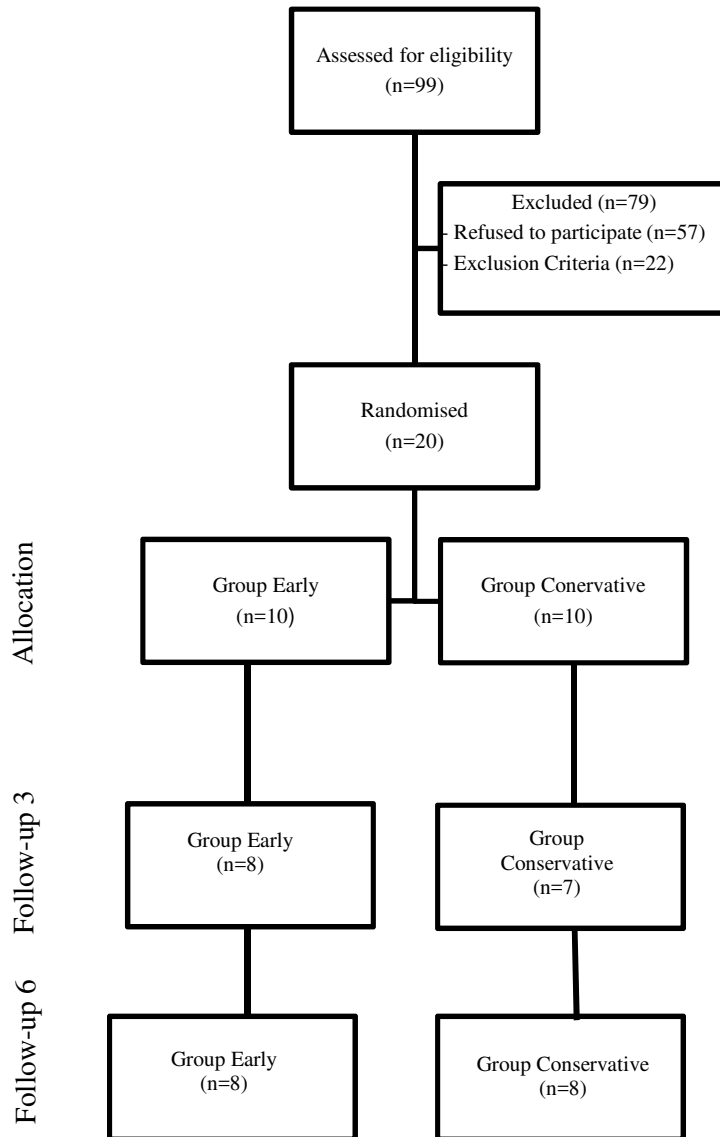 Assessed for eligibility
(n=99)
Excluded (n=79)
- Refused to participate (n=57)
- Exclusion Criteria (n=22)
Randomised
(n=20)
Allocation
Group Early
(n=10)
Group Conervative
(n=10)
Follow-up 3
Group Early
(n=8)
Group
Conservative
(n=7)
Follow-up 6
Group Early
(n=8)
Group Conservative
(n=8)